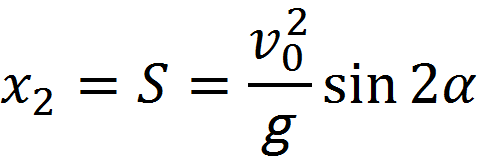 x₂ = S = v₀²/g sin 2α